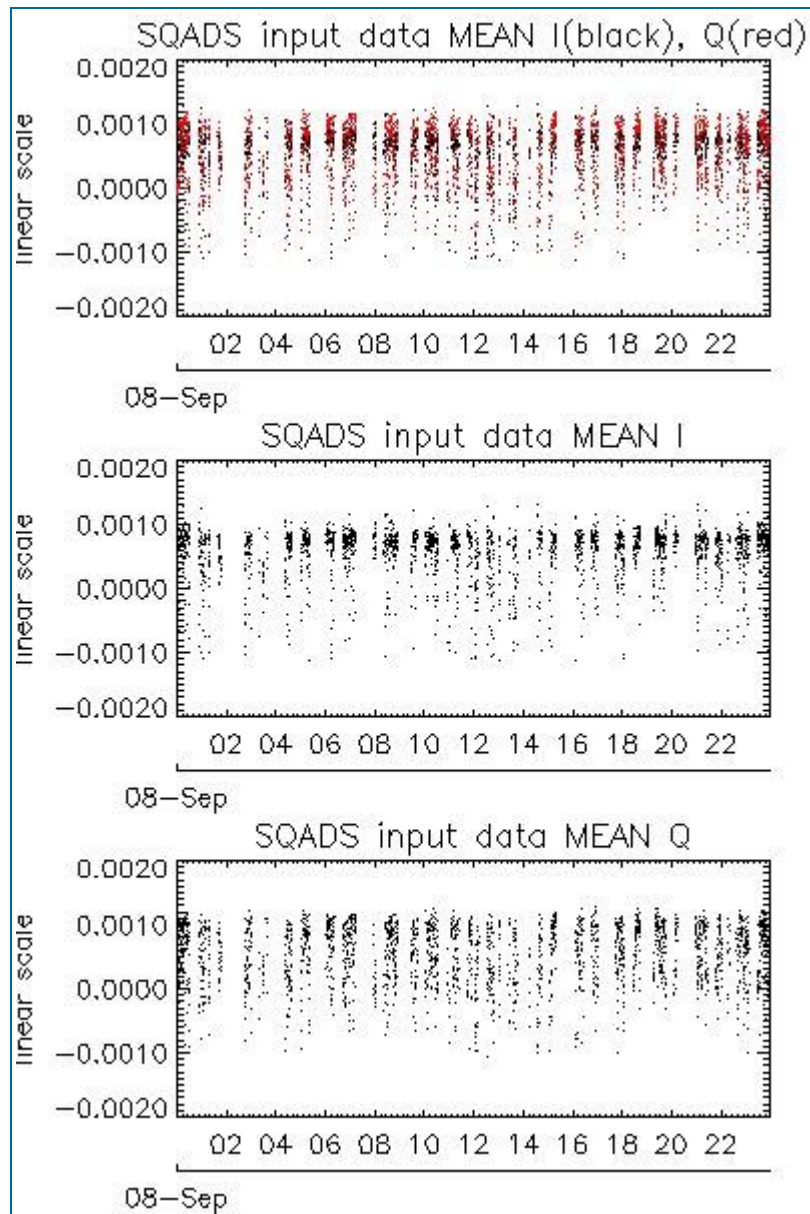 SQADS input data MEAN I(black), Q(red)
0.0020
0.0010
0.0000
−0.0010
−0.0020
linear scale
02 04 06 08 10 12 14 16 18 20 22
08−Sep
SQADS input data MEAN I
0.0020
0.0010
0.0000
−0.0010
−0.0020
linear scale
02 04 06 08 10 12 14 16 18 20 22
08−Sep
SQADS input data MEAN Q
0.0020
0.0010
0.0000
−0.0010
−0.0020
linear scale
02 04 06 08 10 12 14 16 18 20 22
08−Sep